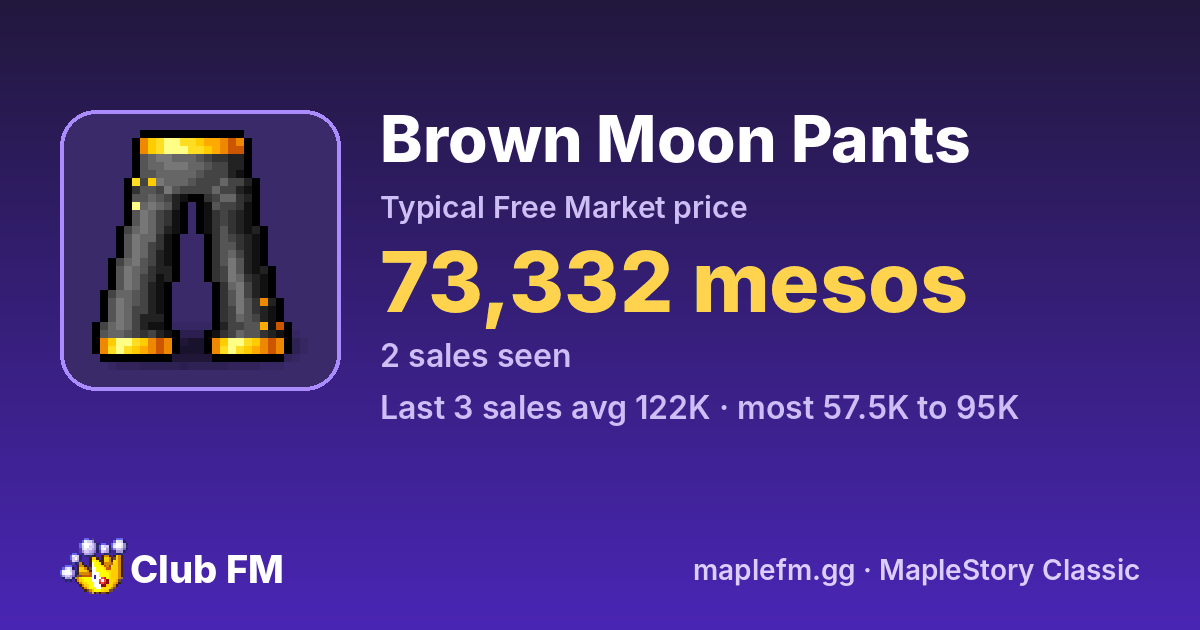 Brown Moon Pants
Typical Free Market price
73,332 mesos
2 sales seen
Last 3 sales avg 122K · most 57.5K to 95K
Club FM
maplefm.gg · MapleStory Classic